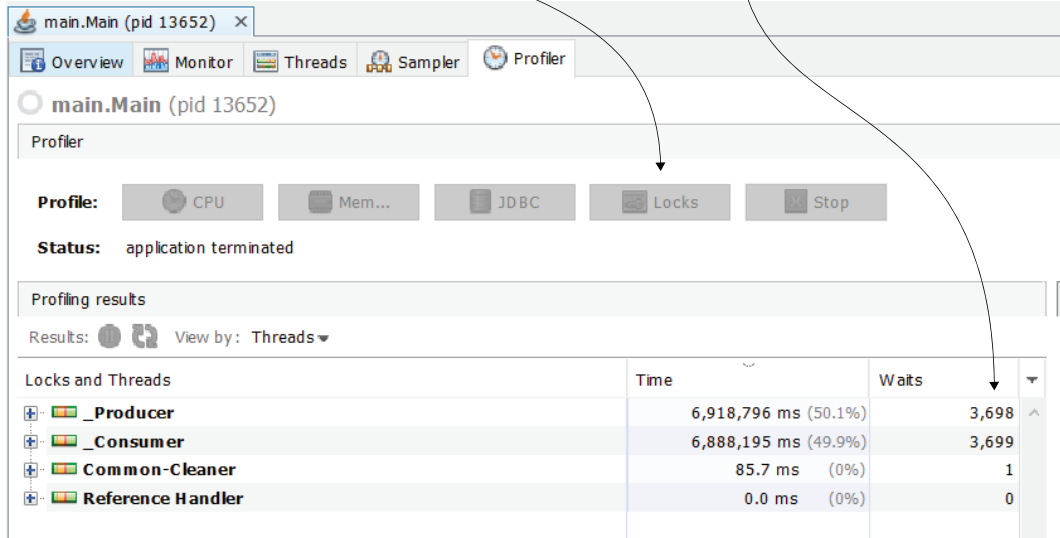 main.Main (pid 13652) ×
Overview Monitor Threads Sampler Profiler
main.Main (pid 13652)
Profiler
Profile: CPU Mem... JDBC Locks Stop
Status: application terminated
Profiling results
Results: View by: Threads
Locks and Threads Time Waits
_Producer 6,918,796 ms (50.1%) 3,698
_Consumer 6,888,195 ms (49.9%) 3,699
Common-Cleaner 85.7 ms (0%) 1
Reference Handler 0.0 ms (0%) 0